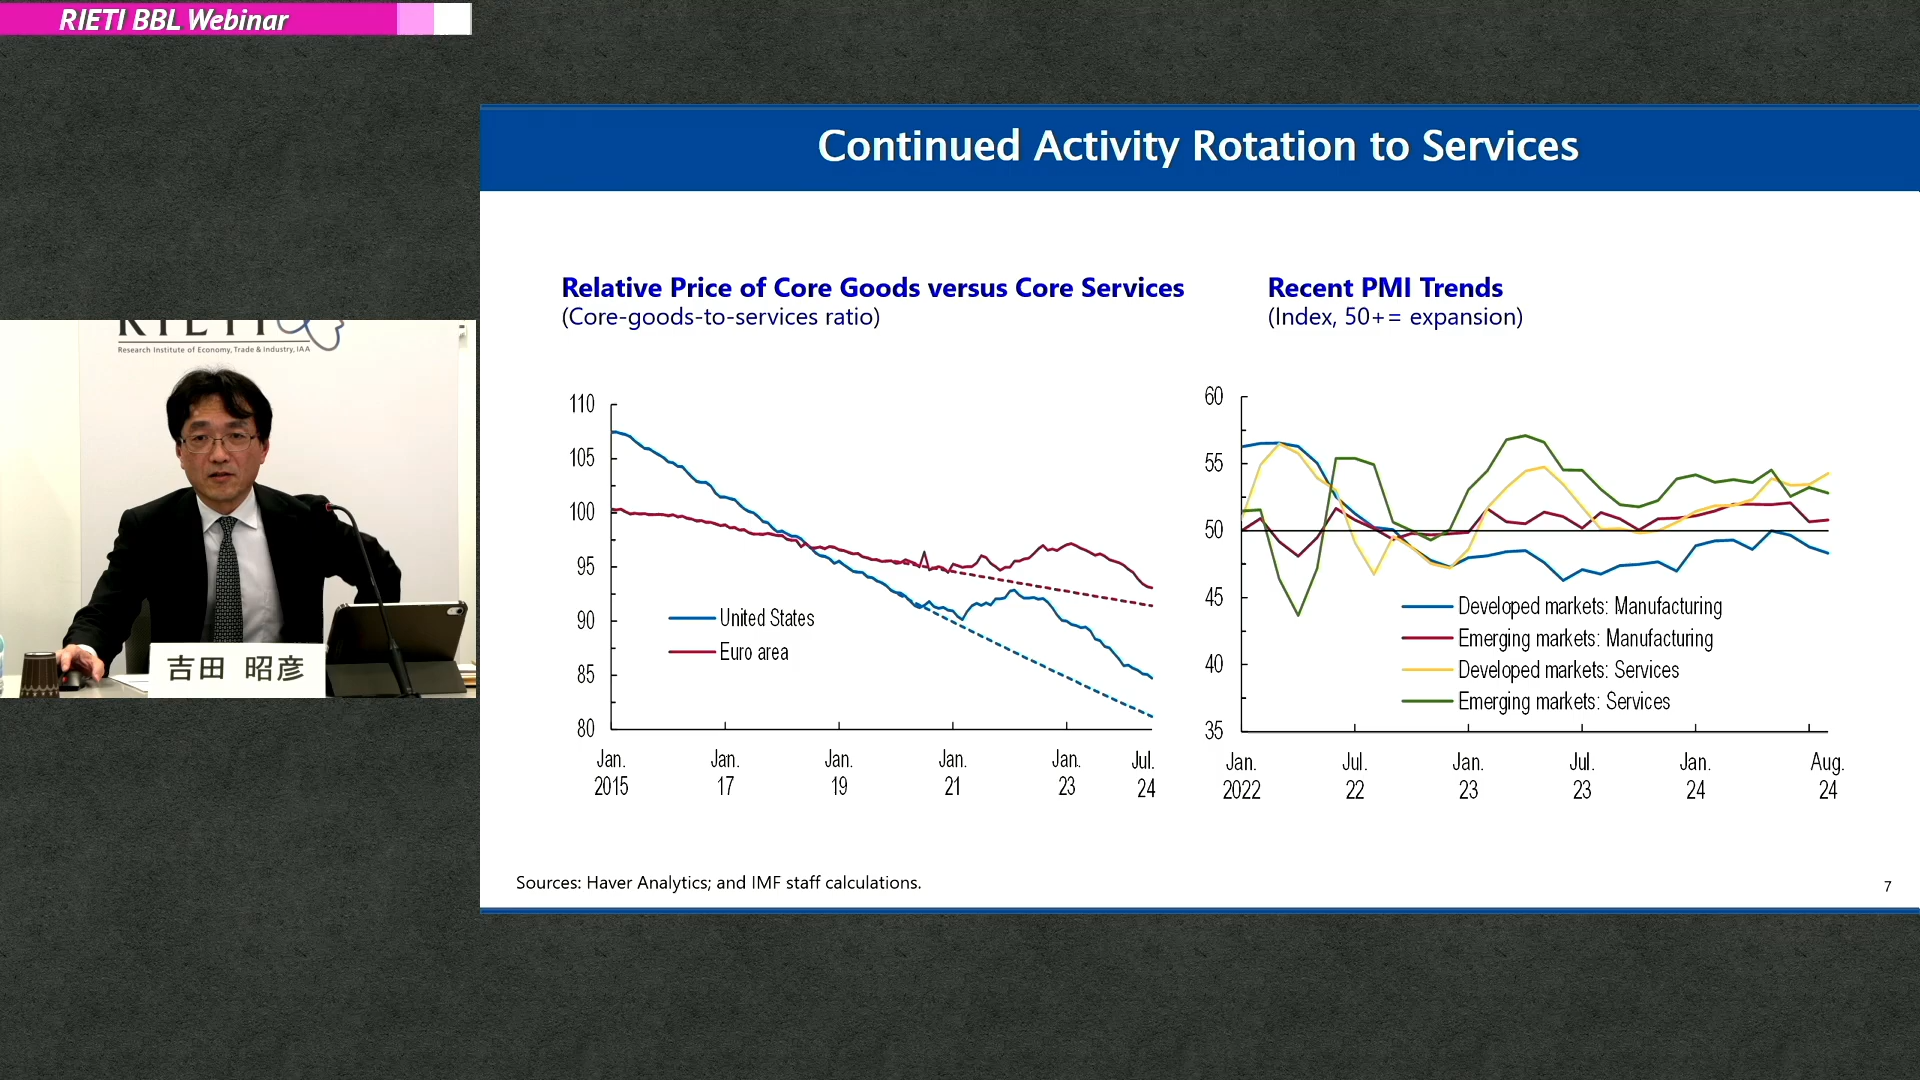 RIETI BBL Webinar
RIETI
Research Institute of Economy, Trade & Industry, IAA
吉田 昭彦
Continued Activity Rotation to Services
Relative Price of Core Goods versus Core Services
(Core-goods-to-services ratio)
110
105
100
95
90
85
80
United States
Euro area
Jan. 2015
Jan. 17
Jan. 19
Jan. 21
Jan. 23
Jul. 24
Recent PMI Trends
(Index, 50+= expansion)
60
55
50
45
40
35
Developed markets: Manufacturing
Emerging markets: Manufacturing
Developed markets: Services
Emerging markets: Services
Jan. 2022
Jul. 22
Jan. 23
Jul. 23
Jan. 24
Aug. 24
Sources: Haver Analytics; and IMF staff calculations.
7